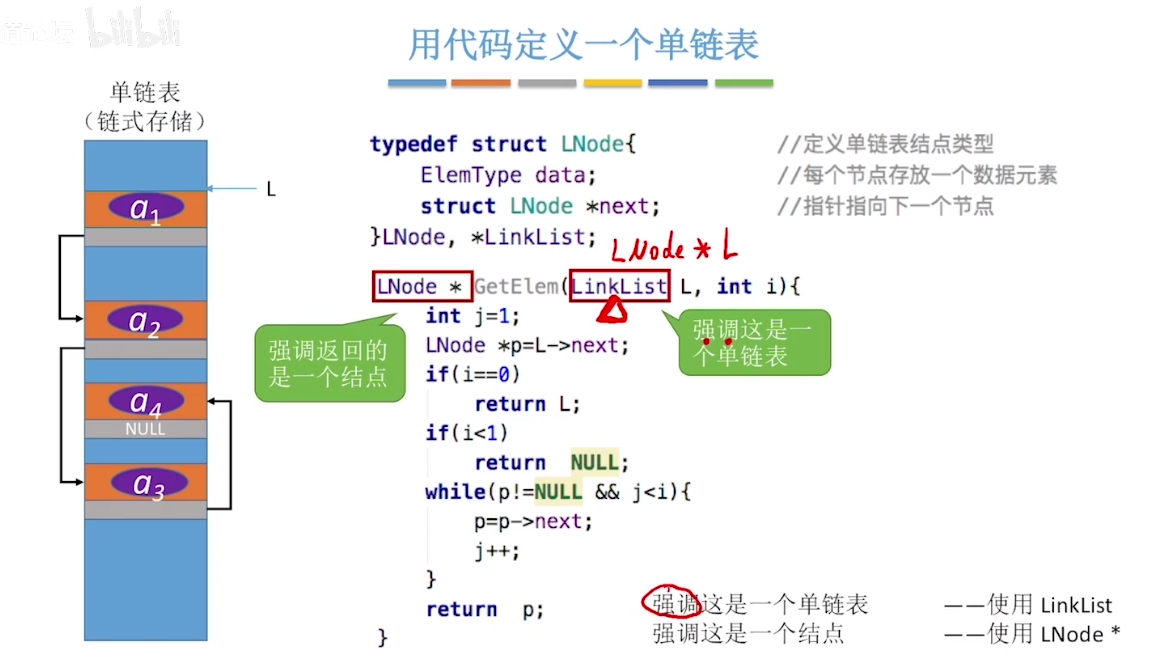 bilibili
用代码定义一个单链表
单链表
（链式存储）
L
a1
a2
a4
NULL
a3
typedef struct LNode{ //定义单链表结点类型
ElemType data; //每个节点存放一个数据元素
struct LNode *next; //指针指向下一个节点
}LNode, *LinkList;
LNode * L
LNode * GetElem(LinkList L, int i){
int j=1;
LNode *p=L->next;
if(i==0)
return L;
if(i<1)
return NULL;
while(p!=NULL && j<i){
p=p->next;
j++;
}
return p;
}
强调返回的
是一个结点
强调这是一
个单链表
强调这是一个单链表 ——使用 LinkList
强调这是一个结点 ——使用 LNode *